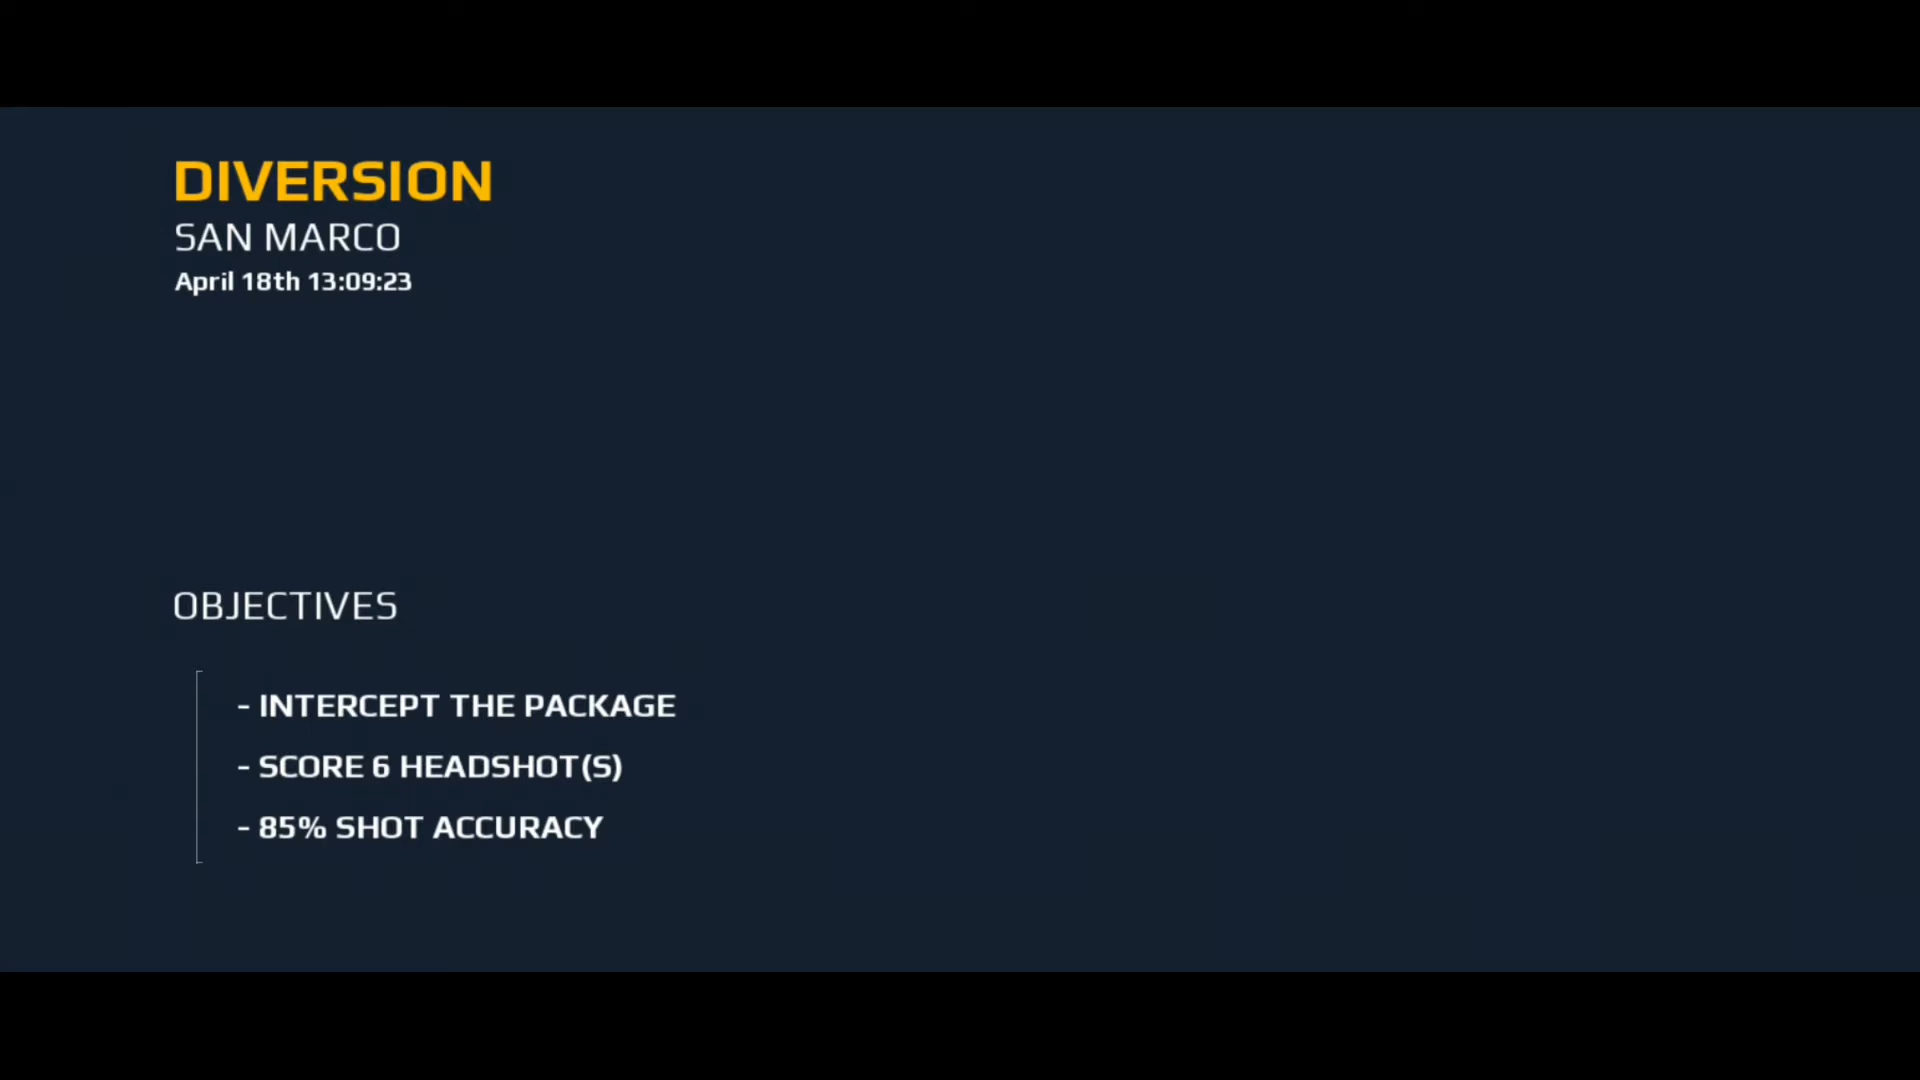 DIVERSION
SAN MARCO
April 18th 13:09:23
OBJECTIVES
- INTERCEPT THE PACKAGE
- SCORE 6 HEADSHOT(S)
- 85% SHOT ACCURACY